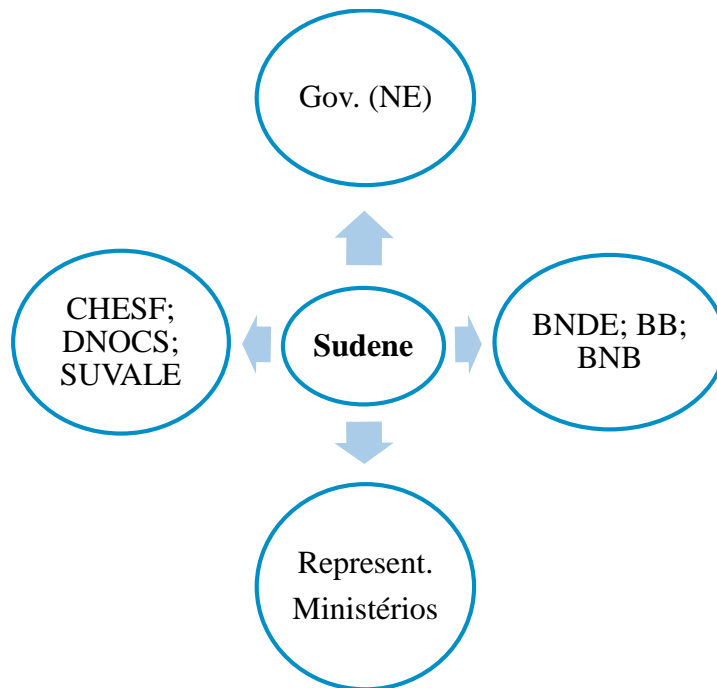 Gov. (NE)
CHESF;
DNOCS;
SUVALE
Sudene
BNDE; BB;
BNB
Represent.
Ministérios